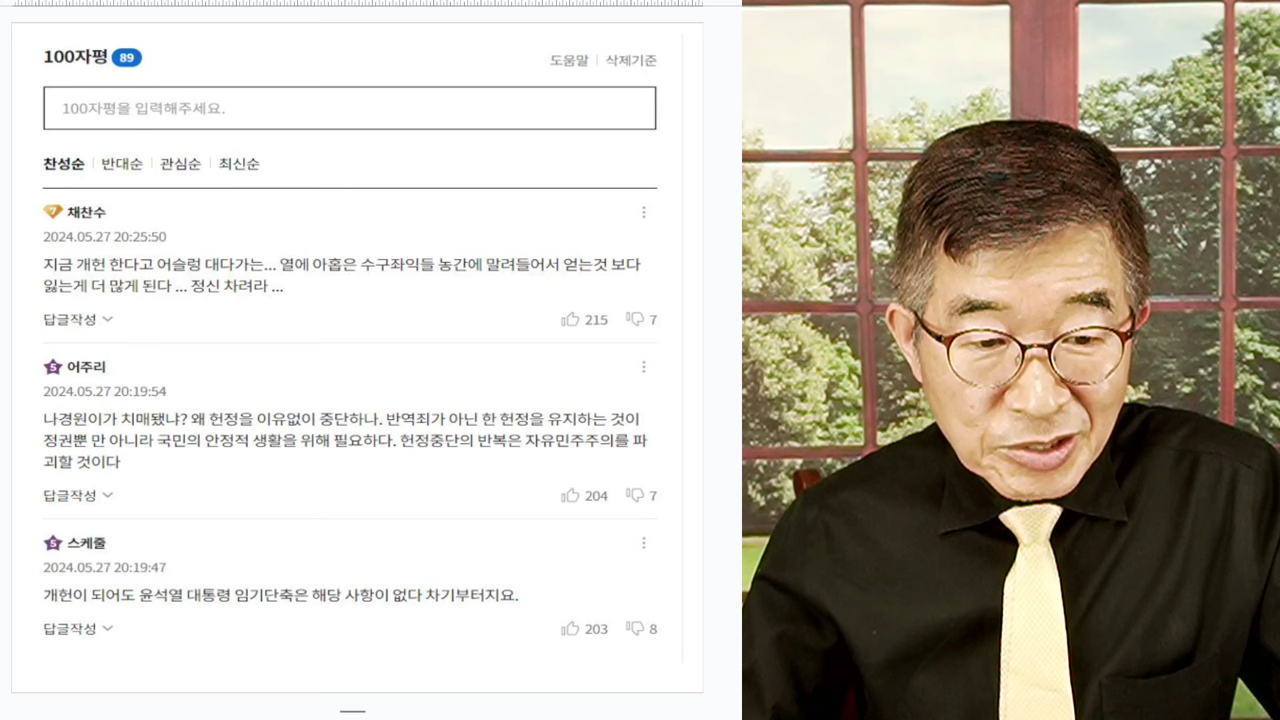 100자평 89
도움말 | 삭제기준
100자평을 입력해주세요.
찬성순 | 반대순 | 관심순 | 최신순
7 채찬수
2024.05.27 20:25:50
지금 개헌 한다고 어슬렁 대다가는... 열에 아홉은 수구좌익들 농간에 말려들어서 얻는것 보다
잃는게 더 많게 된다 ... 정신 차려라 ...
답글작성
215 7
S 어주리
2024.05.27 20:19:54
나경원이가 치매됐냐? 왜 헌정을 이유없이 중단하나. 반역죄가 아닌 한 헌정을 유지하는 것이
정권뿐 만 아니라 국민의 안정적 생활을 위해 필요하다. 헌정중단의 반복은 자유민주주의를 파
괴할 것이다
답글작성
204 7
S 스케줄
2024.05.27 20:19:47
개헌이 되어도 윤석열 대통령 임기단축은 해당 사항이 없다 차기부터지요.
답글작성
203 8